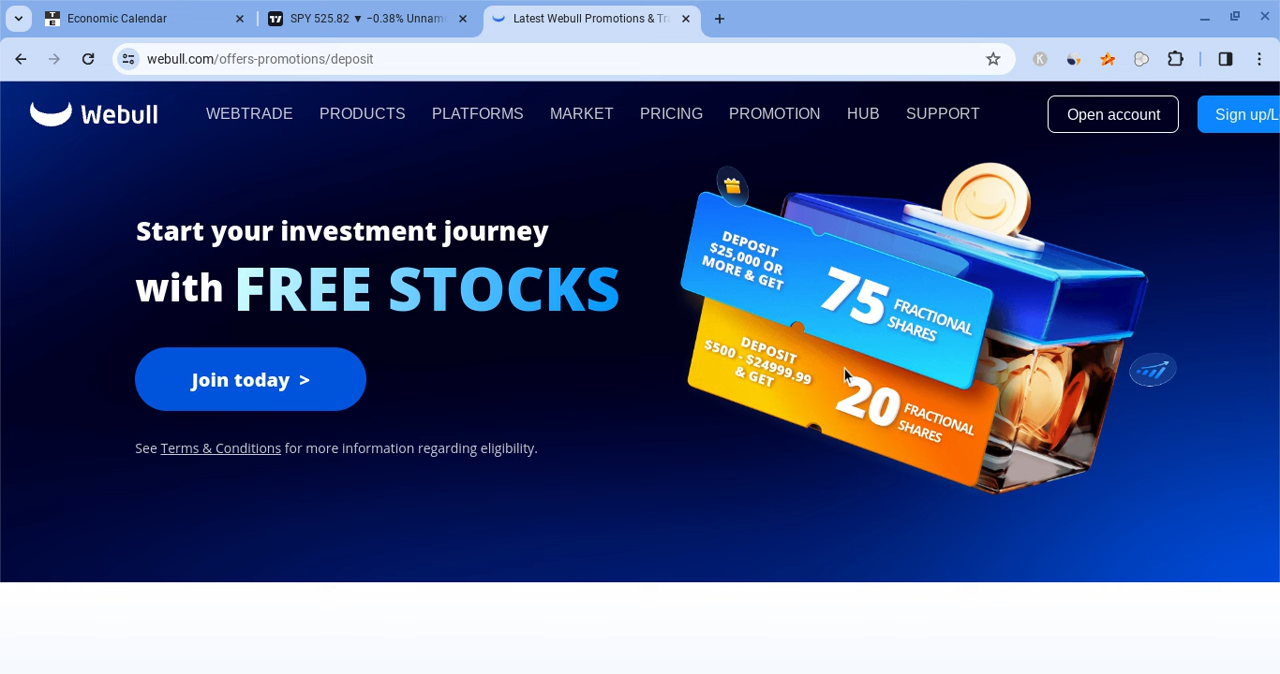 Economic Calendar
SPY 525.82 ▼ −0.38% Unnam
Latest Webull Promotions & Tr
webull.com/offers-promotions/deposit
Webull
WEBTRADE
PRODUCTS
PLATFORMS
MARKET
PRICING
PROMOTION
HUB
SUPPORT
Open account
Sign up/L
Start your investment journey
with FREE STOCKS
Join today >
See Terms & Conditions for more information regarding eligibility.
DEPOSIT
$25,000 OR
MORE & GET
75
FRACTIONAL
SHARES
DEPOSIT
$500 - $24999.99
& GET
20
FRACTIONAL
SHARES